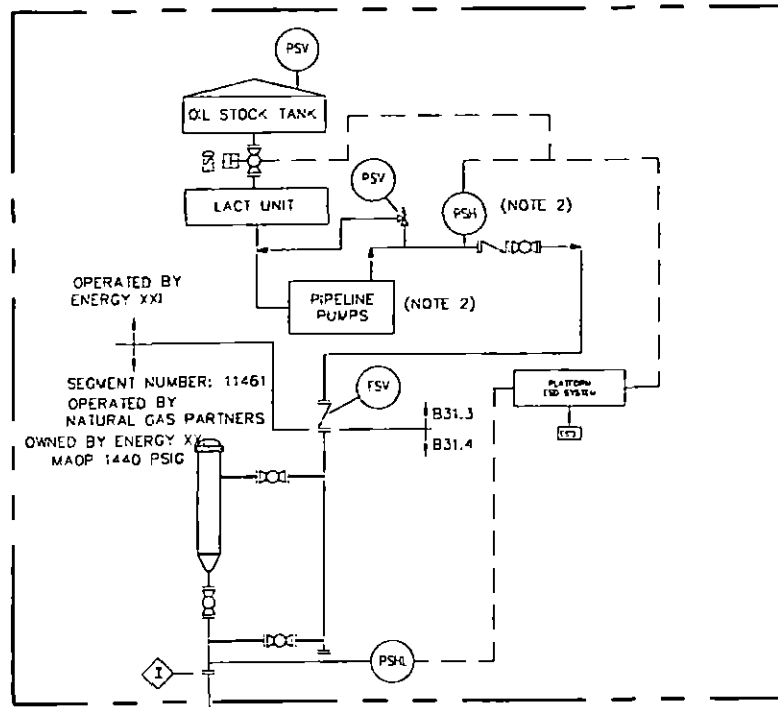 PSV
OIL STOCK TANK
ESD
LACT UNIT
PSV
PSH
(NOTE 2)
OPERATED BY
ENERGY XXI
PIPELINE
PUMPS
(NOTE 2)
SEGMENT NUMBER: 11461
OPERATED BY
NATURAL GAS PARTNERS
OWNED BY ENERGY XX
MAOP 1440 PSIG
FSV
B31.3
B31.4
PLATFORM
ESD SYSTEM
ESD
PSHL
I